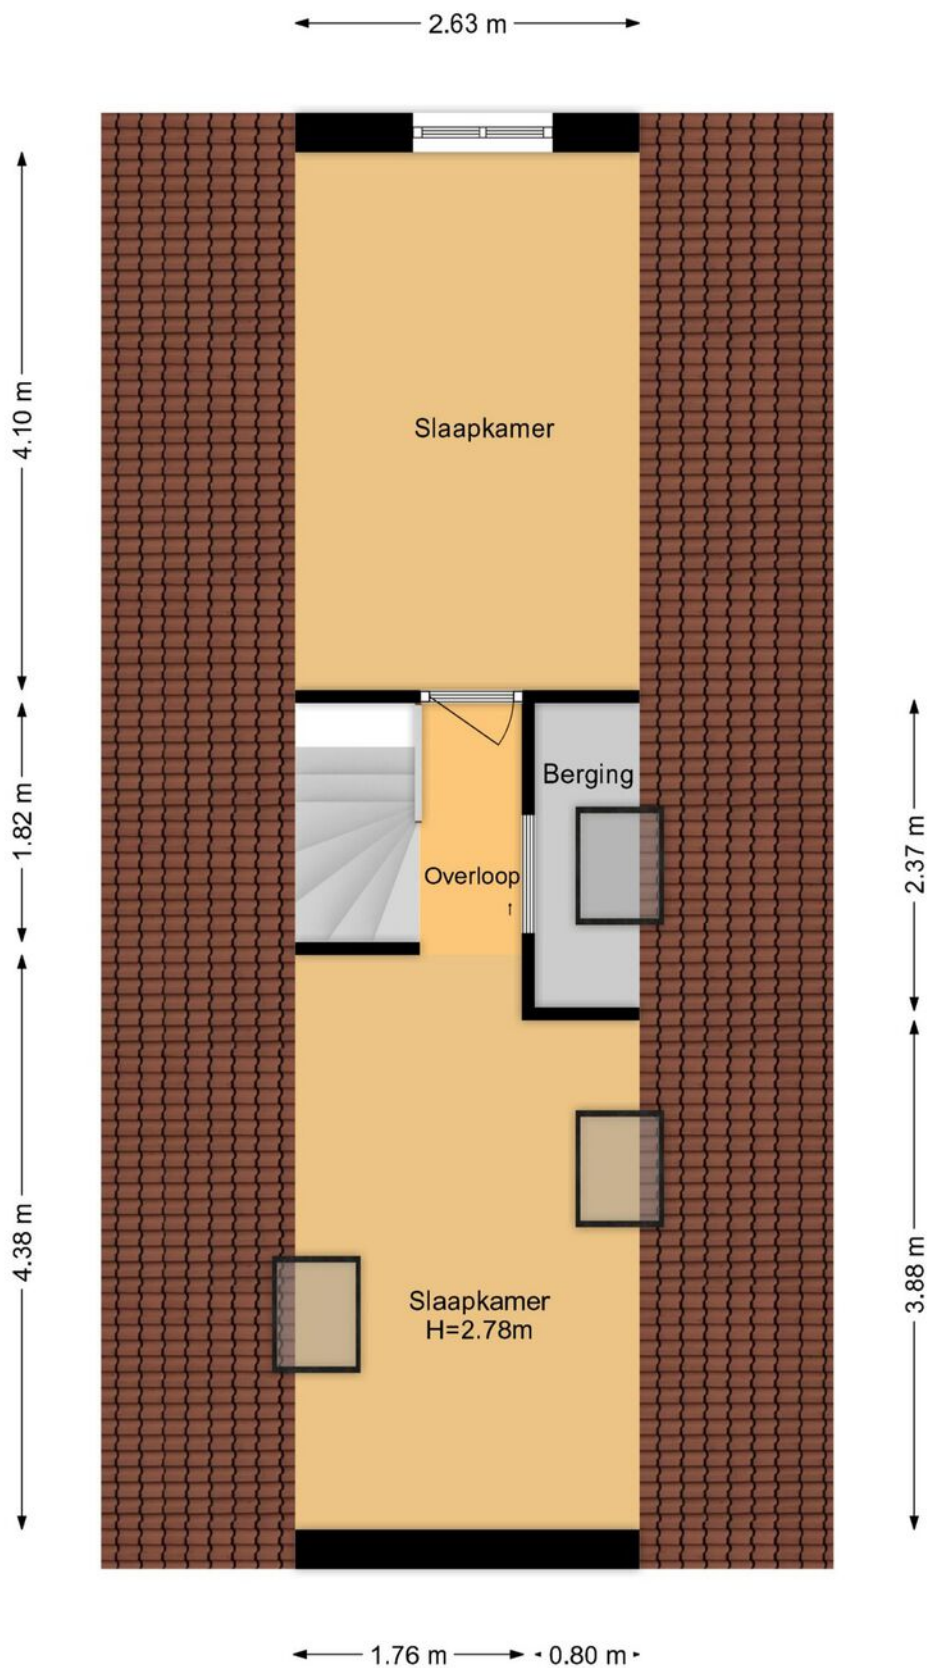 2.63 m
4.10 m
Slaapkamer
Berging
1.82 m
2.37 m
Overloop
↑
4.38 m
3.88 m
Slaapkamer
H=2.78m
1.76 m
0.80 m